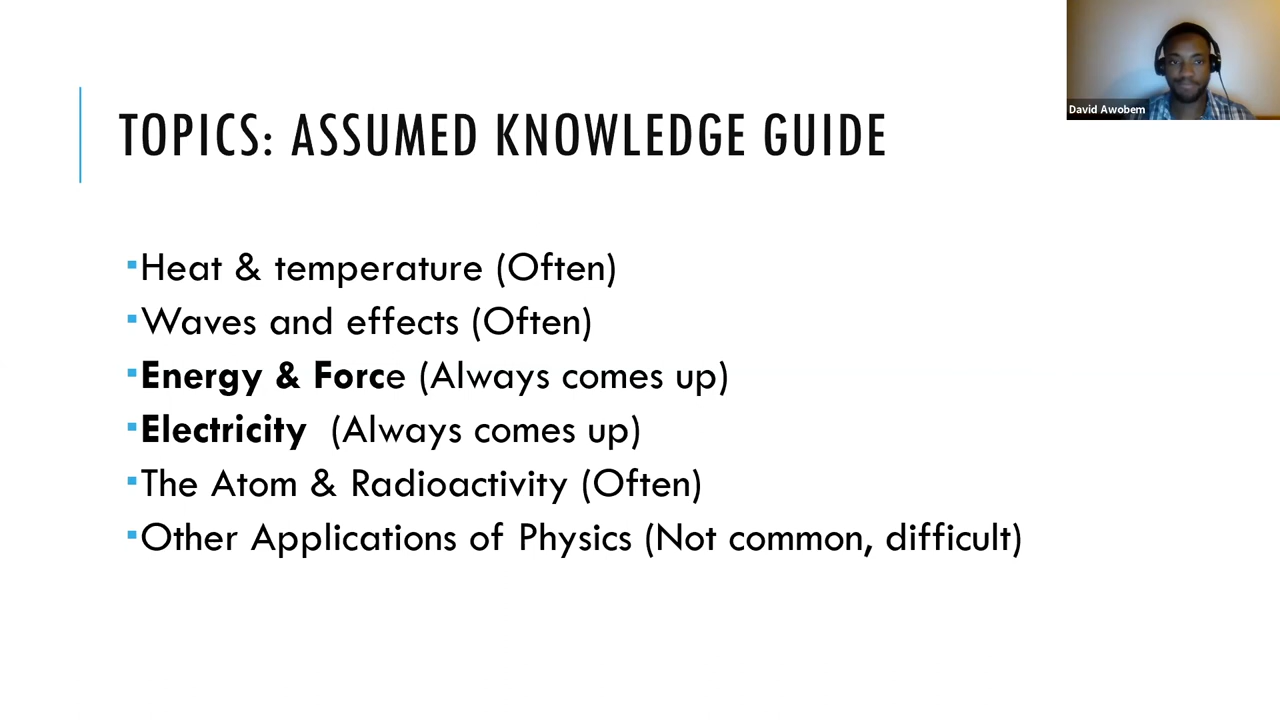 David Awobem
TOPICS: ASSUMED KNOWLEDGE GUIDE
▪Heat & temperature (Often)
▪Waves and effects (Often)
▪Energy & Force (Always comes up)
▪Electricity (Always comes up)
▪The Atom & Radioactivity (Often)
▪Other Applications of Physics (Not common, difficult)